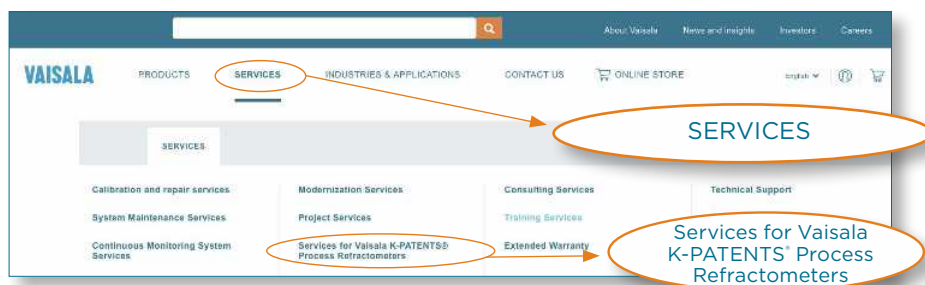 About Vaisala News and insights Investors Careers
VAISALA PRODUCTS SERVICES INDUSTRIES & APPLICATIONS CONTACT US ONLINE STORE English
SERVICES
SERVICES
Calibration and repair services Modernization Services Consulting Services Technical Support
System Maintenance Services Project Services Training Services
Continuous Monitoring System
Services
Services for Vaisala K-PATENTS®
Process Refractometers
Extended Warranty
Services for Vaisala
K-PATENTS® Process
Refractometers